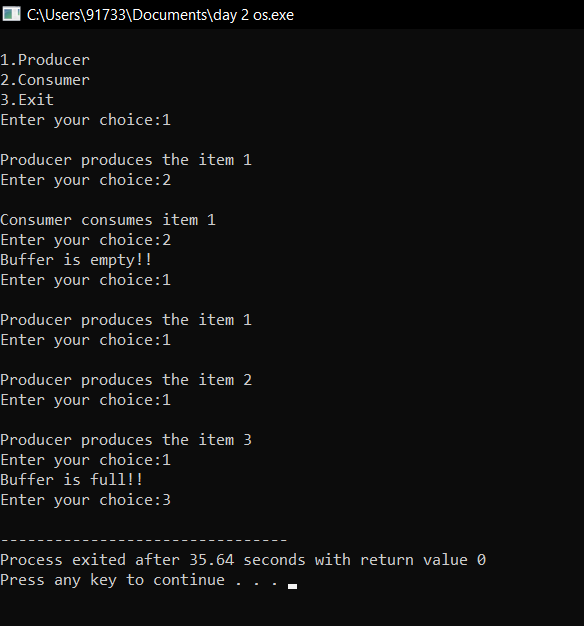 C:\Users\91733\Documents\day 2 os.exe
1.Producer
2.Consumer
3.Exit
Enter your choice:1
Producer produces the item 1
Enter your choice:2
Consumer consumes item 1
Enter your choice:2
Buffer is empty!!
Enter your choice:1
Producer produces the item 1
Enter your choice:1
Producer produces the item 2
Enter your choice:1
Producer produces the item 3
Enter your choice:1
Buffer is full!!
Enter your choice:3
--------------------------------
Process exited after 35.64 seconds with return value 0
Press any key to continue . . .